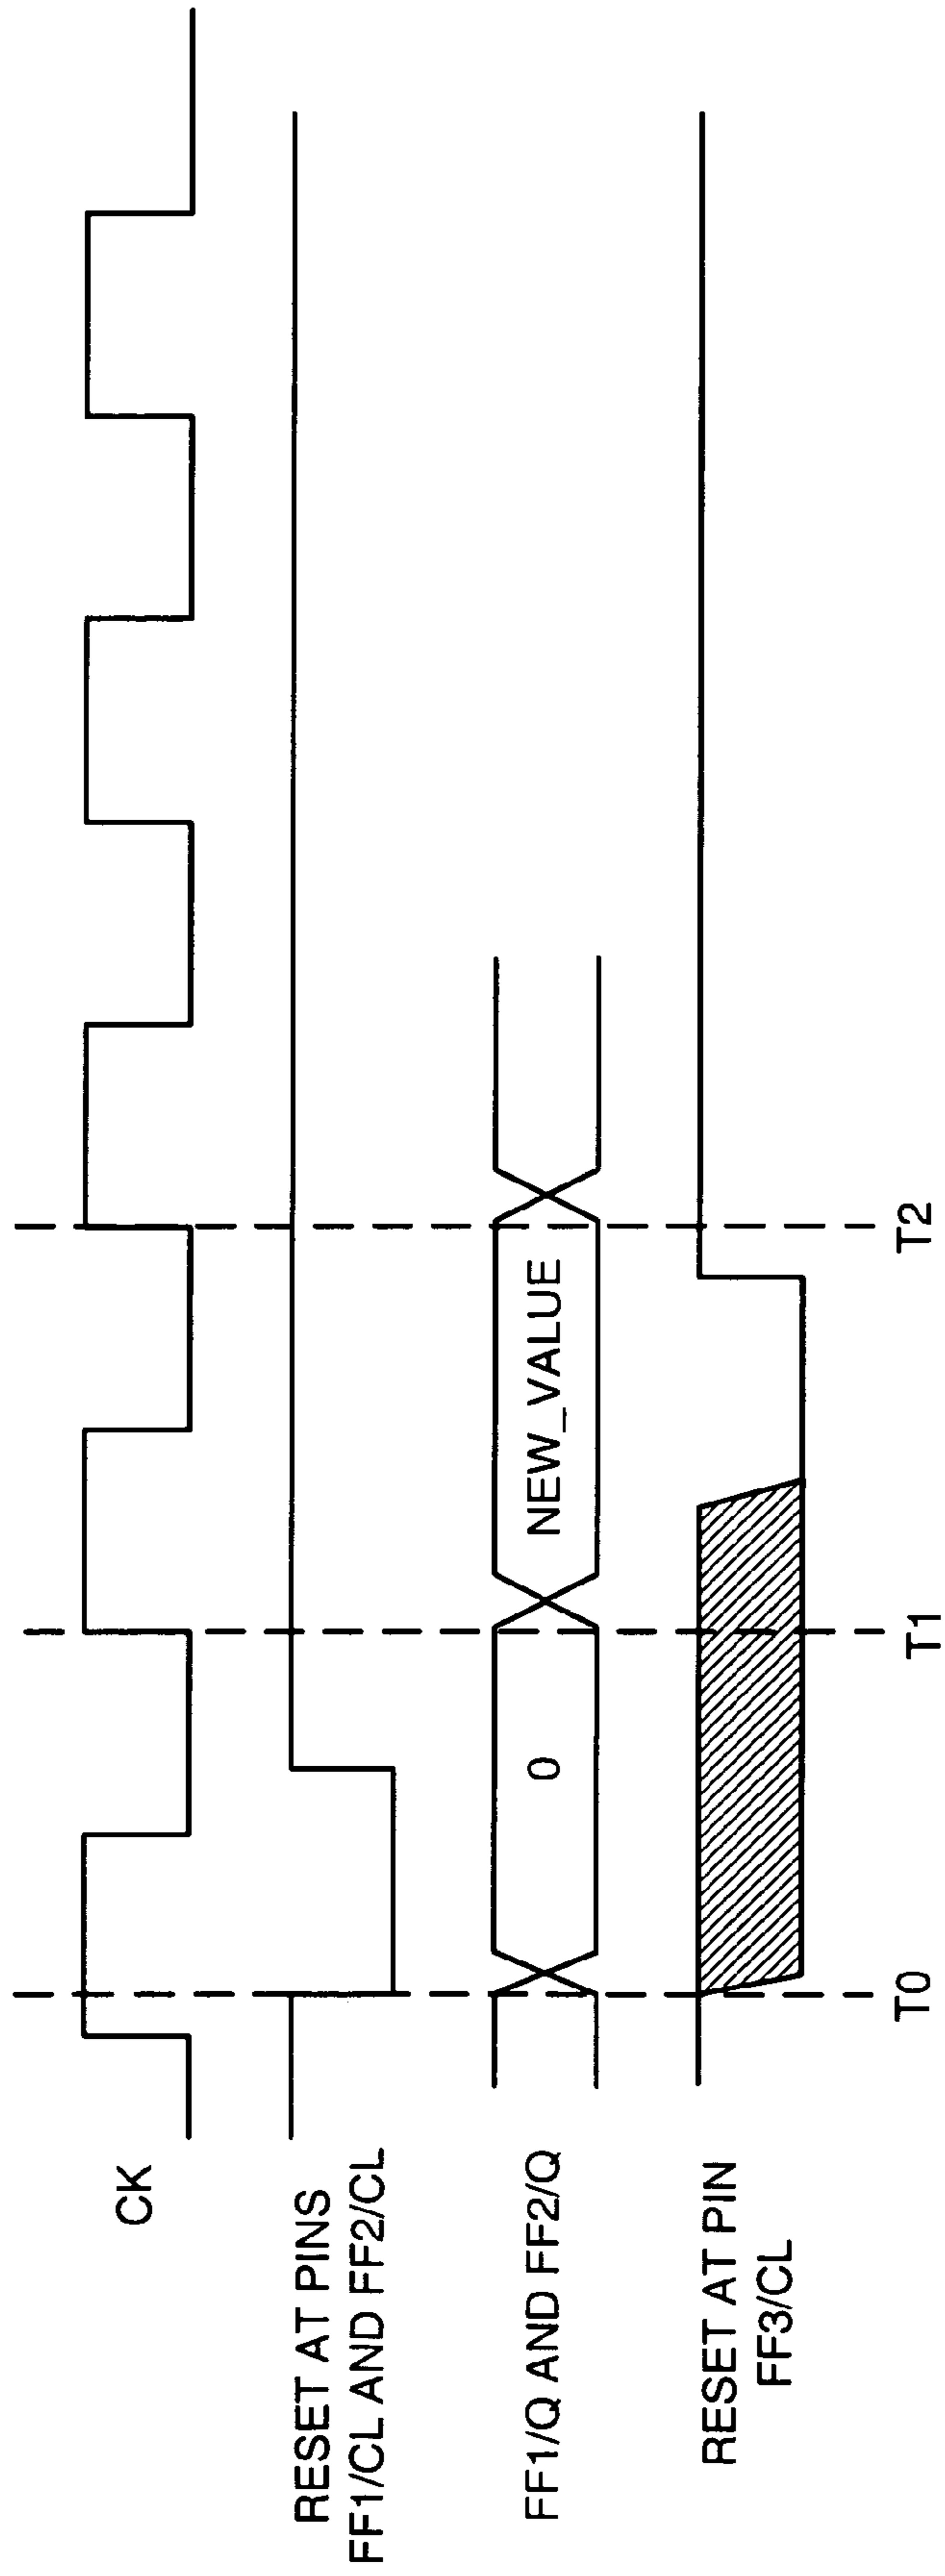 CK
RESET AT PINS
FF1/CL AND FF2/CL
FF1/Q AND FF2/Q
0
NEW_VALUE
RESET AT PIN
FF3/CL
T0
T1
T2